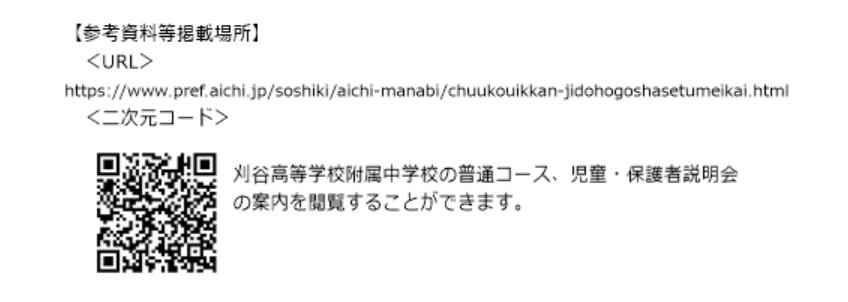 【参考資料等掲載場所】
＜URL＞
https://www.pref.aichi.jp/soshiki/aichi-manabi/chuukouikkan-jidohogoshasetumeikai.html
＜二次元コード＞
刈谷高等学校附属中学校の普通コース、児童・保護者説明会
の案内を閲覧することができます。